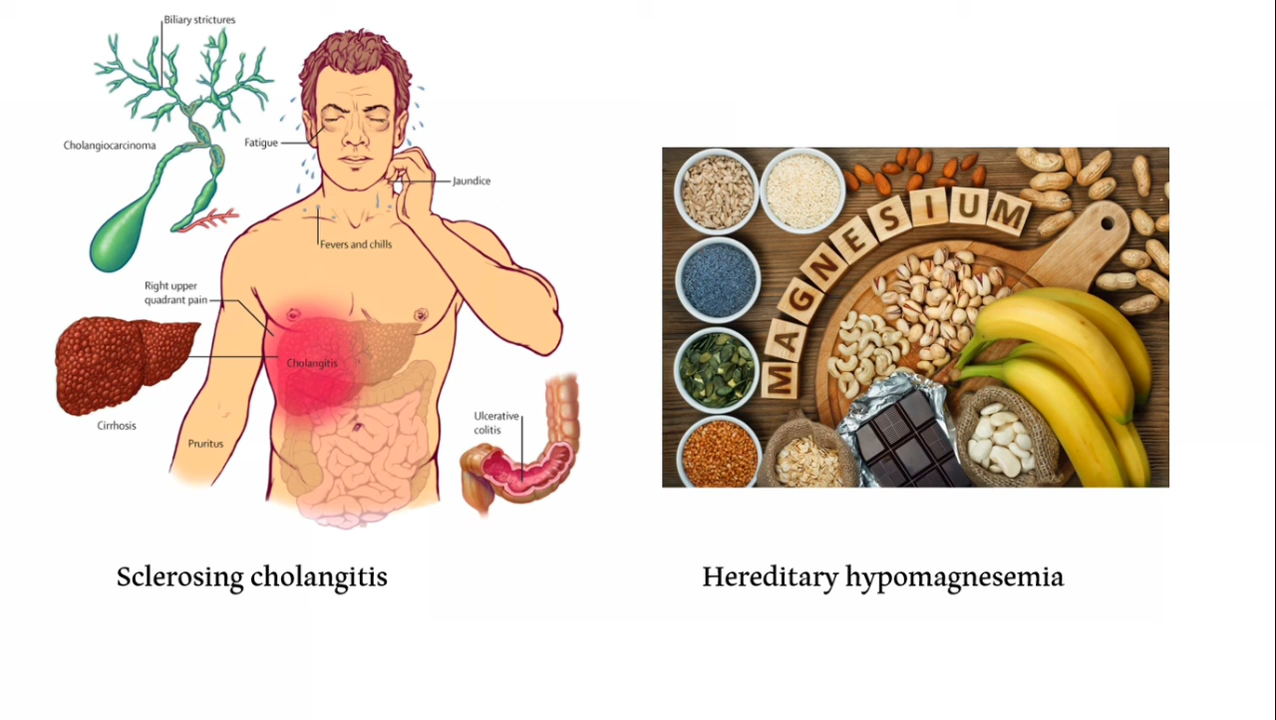 Biliary strictures
Cholangiocarcinoma
Fatigue
Jaundice
Fevers and chills
Right upper
quadrant pain
Cholangitis
Cirrhosis
Pruritus
Ulcerative
colitis
Sclerosing cholangitis
MAGNESIUM
Hereditary hypomagnesemia